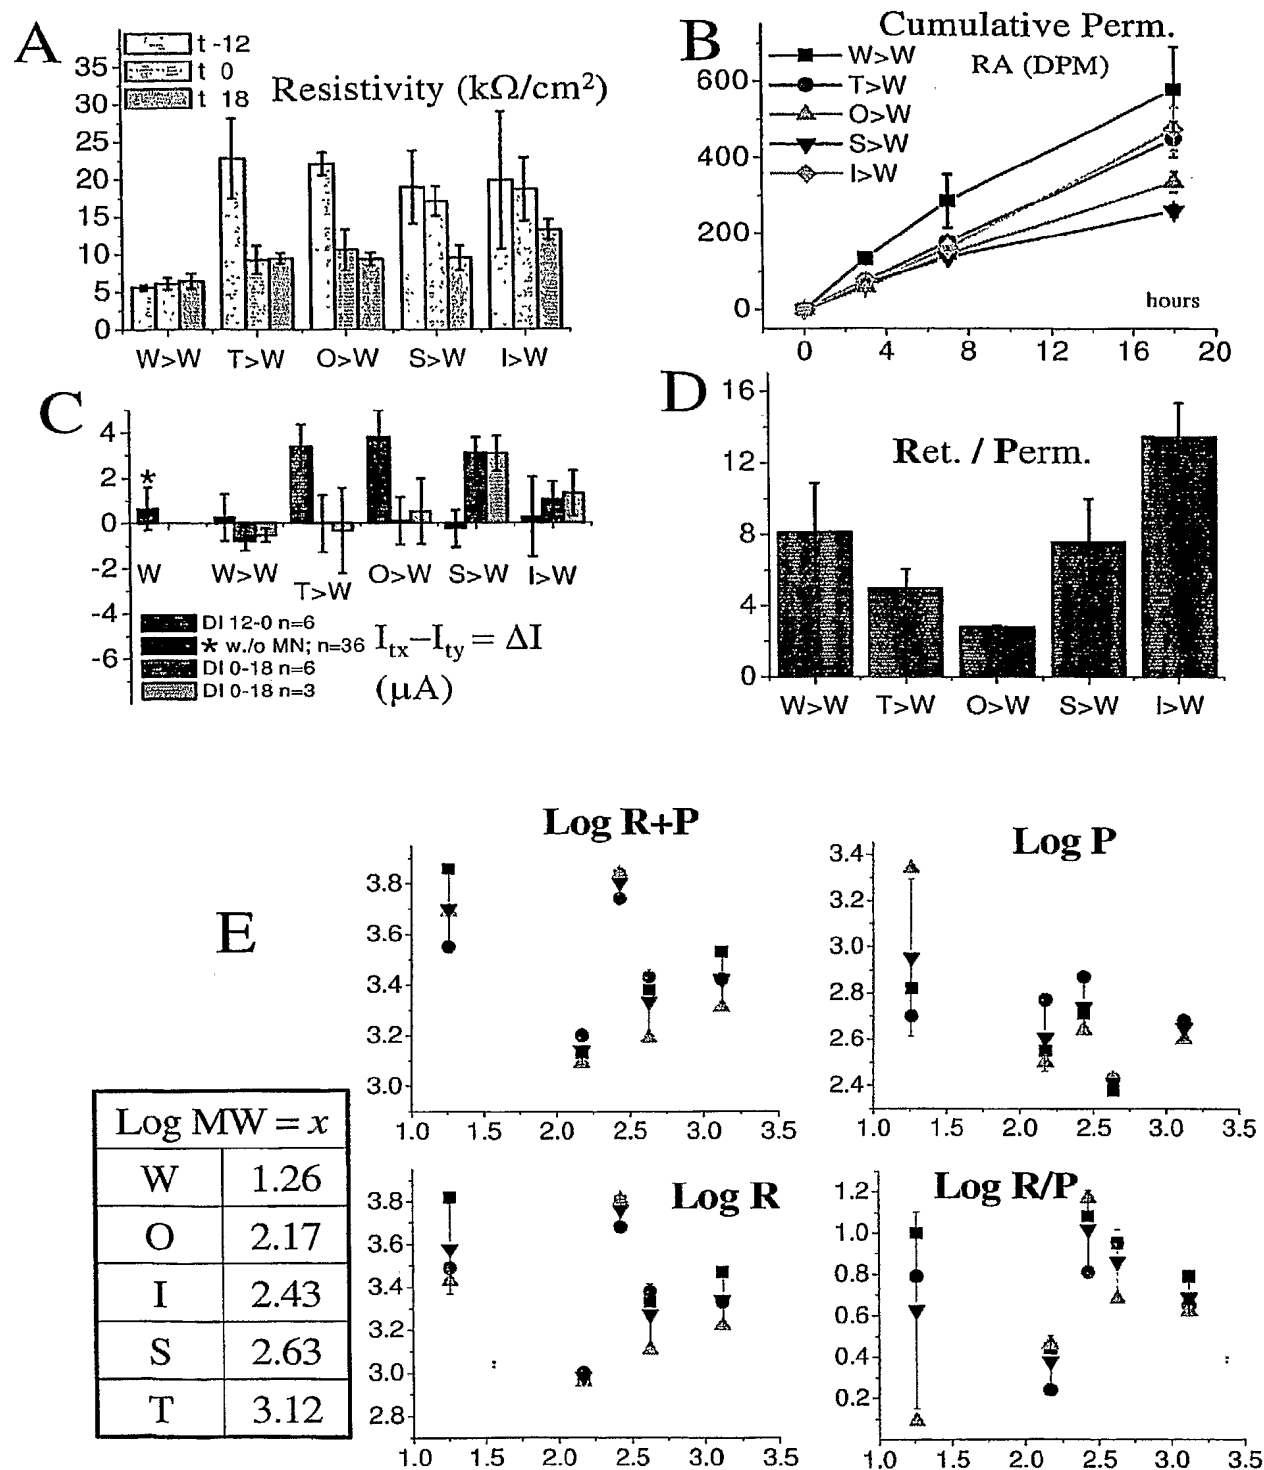 A
t -12
t 0
t 18
Resistivity (kΩ/cm²)
35
30
25
20
15
10
5
0
W>W T>W O>W S>W I>W
B
Cumulative Perm.
RA (DPM)
W>W
T>W
O>W
S>W
I>W
600
400
200
0
hours
0 4 8 12 16 20
C
4
2
0
-2
-4
-6
*
W W>W T>W O>W S>W I>W
DI 12-0 n=6
* w./o MN; n=36
DI 0-18 n=6
DI 0-18 n=3
Itx–Ity = ΔI
(μA)
D
Ret. / Perm.
16
12
8
4
0
W>W T>W O>W S>W I>W
E
Log R+P
3.8
3.6
3.4
3.2
3.0
1.0 1.5 2.0 2.5 3.0 3.5
Log P
3.4
3.2
3.0
2.8
2.6
2.4
1.0 1.5 2.0 2.5 3.0 3.5
Log MW = x
W 1.26
O 2.17
I 2.43
S 2.63
T 3.12
Log R
3.8
3.6
3.4
3.2
3.0
2.8
1.0 1.5 2.0 2.5 3.0 3.5
Log R/P
1.2
1.0
0.8
0.6
0.4
0.2
1.0 1.5 2.0 2.5 3.0 3.5